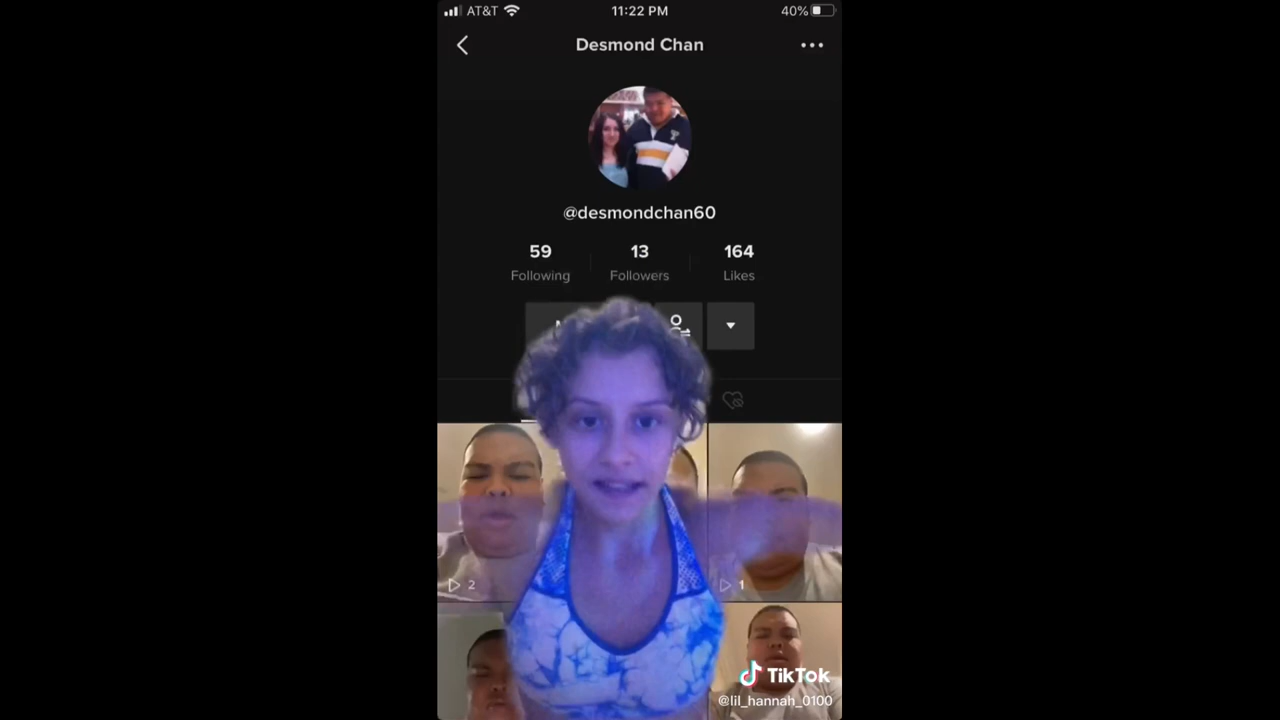 AT&T 11:22 PM 40%
Desmond Chan
@desmondchan60
59 13 164
Following Followers Likes
2
1
TikTok
@lil_hannah_0100